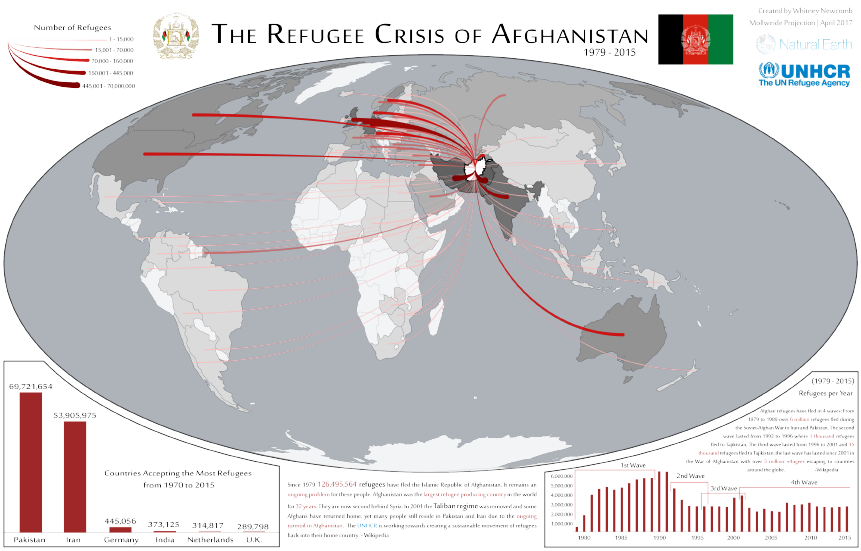 Number of Refugees
1 - 15,000
15,001 - 70,000
70,000 - 160,000
160,001 - 445,000
445,001 - 70,000,000
THE REFUGEE CRISIS OF AFGHANISTAN
1979 - 2015
Created by Whitney Newcomb
Mollweide Projection | April 2017
Natural Earth
UNHCR
The UN Refugee Agency
69,721,654
53,905,975
Countries Accepting the Most Refugees
from 1970 to 2015
445,056
373,125
314,817
289,798
Pakistan
Iran
Germany
India
Netherlands
U.K.
Since 1979 126,495,564 refugees have fled the Islamic Republic of Afghanistan. It remains an
ongoing problem for these people. Afghanistan was the largest refugee producing country in the world
for 32 years. They are now second behind Syria. In 2001 the Taliban regime was removed and some
Afghans have returned home, yet many people still reside in Pakistan and Iran due to the ongoing
turmoil in Afghanistan. The UNHCR is working towards creating a sustainable movement of refugees
back into their home country. - Wikipedia
(1979 - 2015)
Refugees per Year
Afghan refugees have fled in 4 waves: from
1979 to 1989 over 6 million refugees fled during
the Soviet-Afghan War to Iran and Pakistan. The second
wave lasted from 1992 to 1996 where thousand refugees
fled to Tajikistan. The third wave lasted from 1996 to 2001 and
thousand refugees fled to Tajikistan. the last wave has lasted since 2001 in
the War of Afghanistan with over million refugees escaping to countries
around the globe. -Wikipedia
1st Wave
2nd Wave
3rd Wave
4th Wave
6,000,000
5,000,000
4,000,000
3,000,000
2,000,000
1,000,000
1980
1985
1990
1995
2000
2005
2010
2015